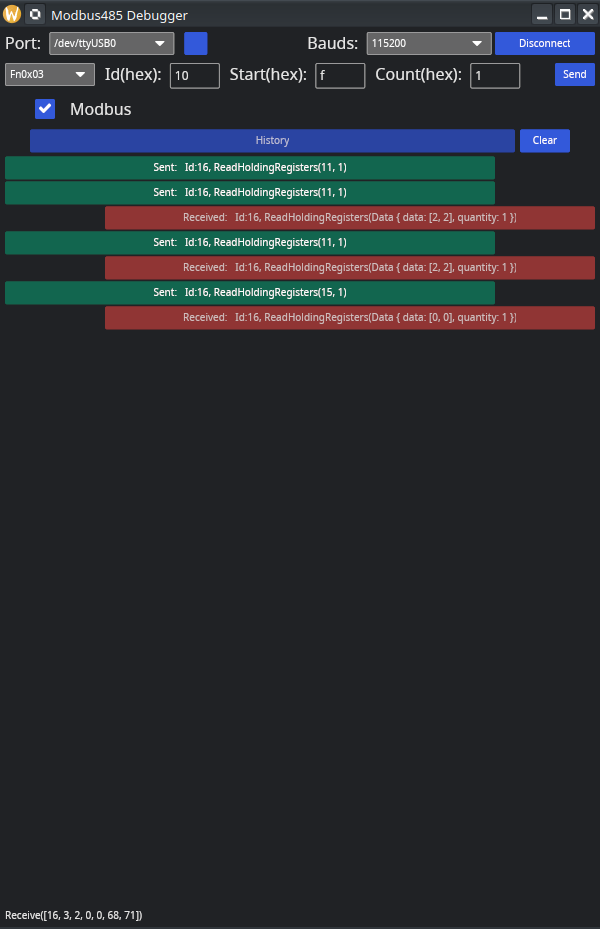 Modbus485 Debugger
Port: /dev/ttyUSB0 Bauds: 115200 Disconnect
Fn0x03 Id(hex): 10 Start(hex): f Count(hex): 1 Send
Modbus
History Clear
Sent: Id:16, ReadHoldingRegisters(11, 1)
Sent: Id:16, ReadHoldingRegisters(11, 1)
Received: Id:16, ReadHoldingRegisters(Data { data: [2, 2], quantity: 1 })
Sent: Id:16, ReadHoldingRegisters(11, 1)
Received: Id:16, ReadHoldingRegisters(Data { data: [2, 2], quantity: 1 })
Sent: Id:16, ReadHoldingRegisters(15, 1)
Received: Id:16, ReadHoldingRegisters(Data { data: [0, 0], quantity: 1 })
Receive([16, 3, 2, 0, 0, 68, 71])